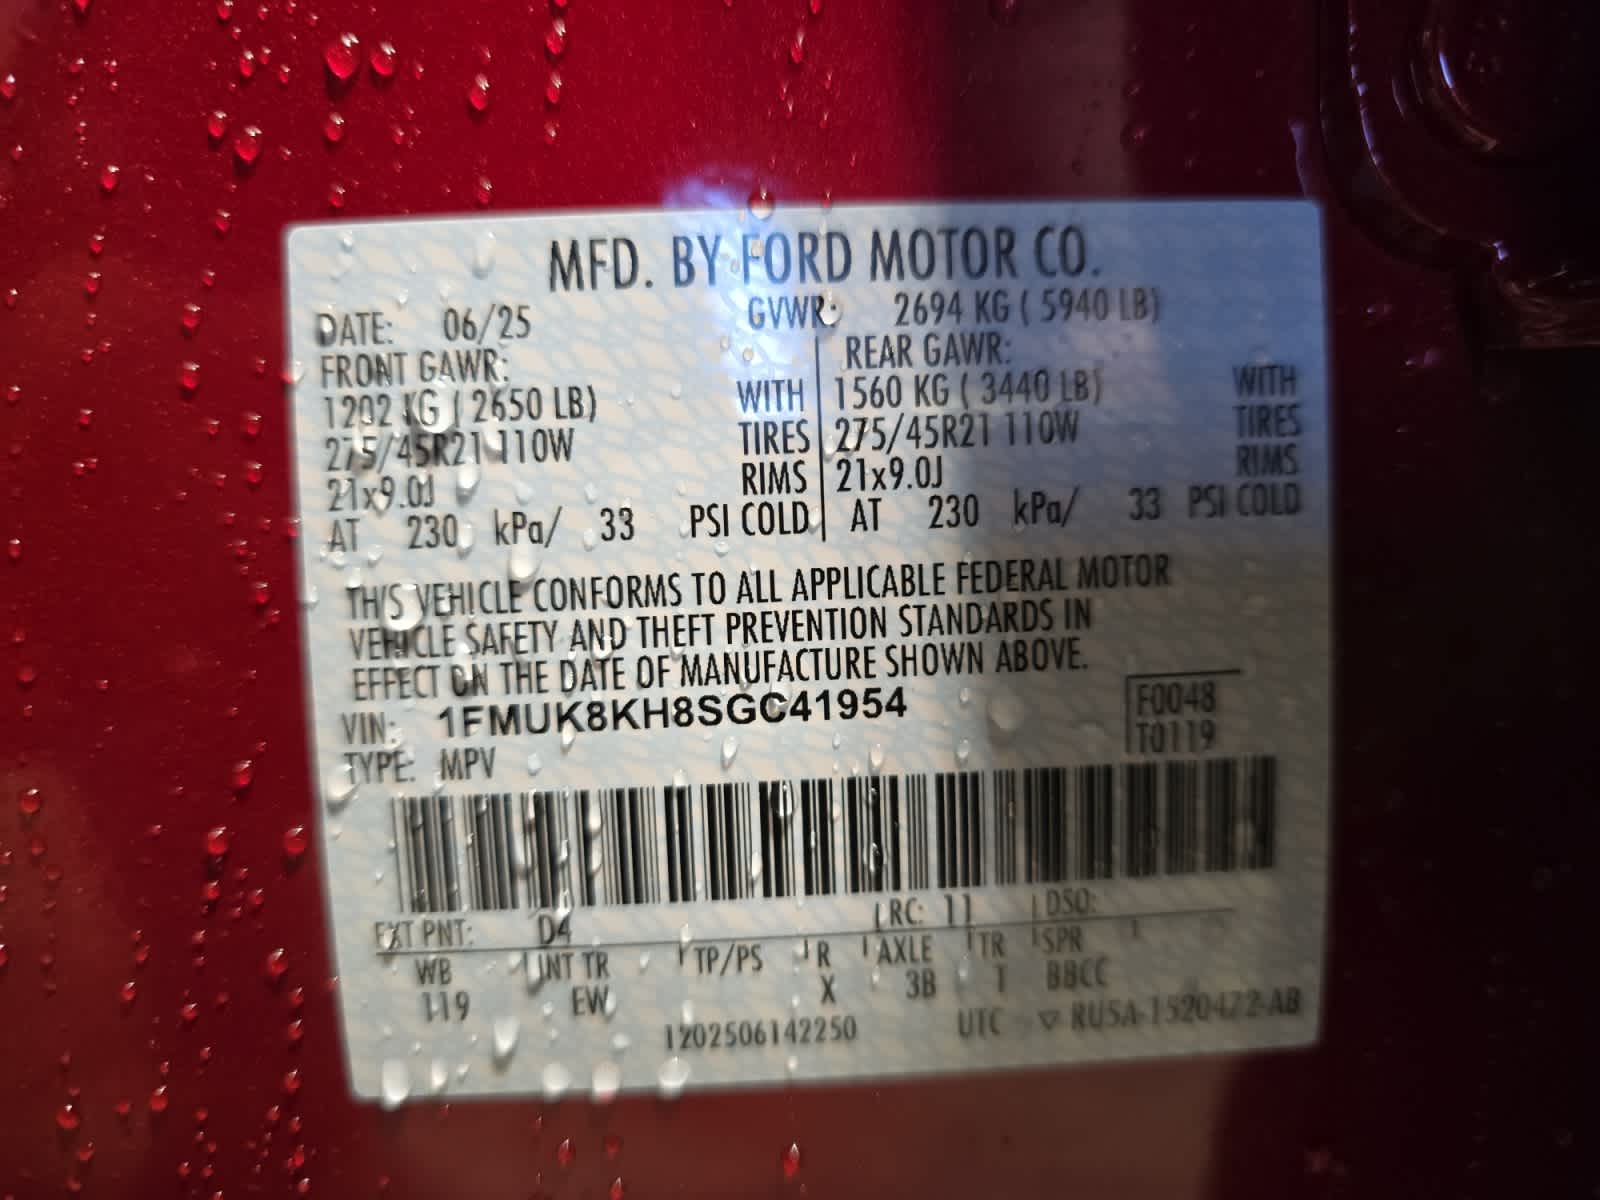 MFD. BY FORD MOTOR CO.
DATE: 06/25 GVWR: 2694 KG ( 5940 LB)
FRONT GAWR: REAR GAWR:
1202 KG ( 2650 LB) WITH 1560 KG ( 3440 LB) WITH
275/45R21 110W TIRES 275/45R21 110W TIRES
21x9.0J RIMS 21x9.0J RIMS
AT 230 kPa/ 33 PSI COLD AT 230 kPa/ 33 PSI COLD
THIS VEHICLE CONFORMS TO ALL APPLICABLE FEDERAL MOTOR
VEHICLE SAFETY AND THEFT PREVENTION STANDARDS IN
EFFECT ON THE DATE OF MANUFACTURE SHOWN ABOVE.
VIN: 1FMUK8KH8SGC41954 F0048
TYPE: MPV T0119
EXT PNT: D4 RC: 11 DSO:
WB INT TR TP/PS R AXLE TR SPR
119 EW X 3B T BBCC
1202506142250 UTC ▽ RU5A-1520472-AB